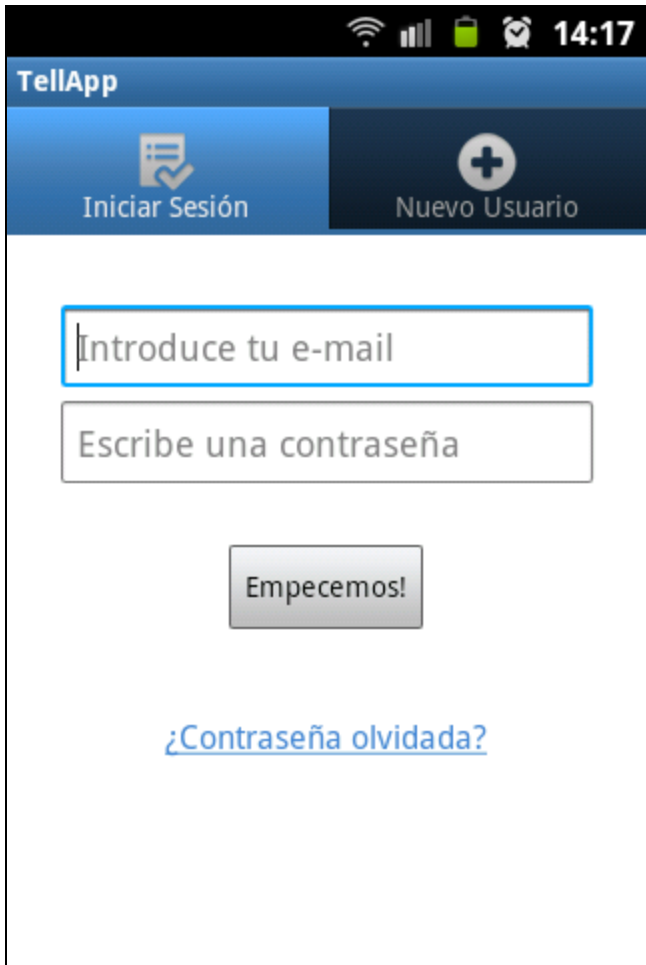 14:17
TellApp
Iniciar Sesión
Nuevo Usuario
Introduce tu e-mail
Escribe una contraseña
Empecemos!
¿Contraseña olvidada?